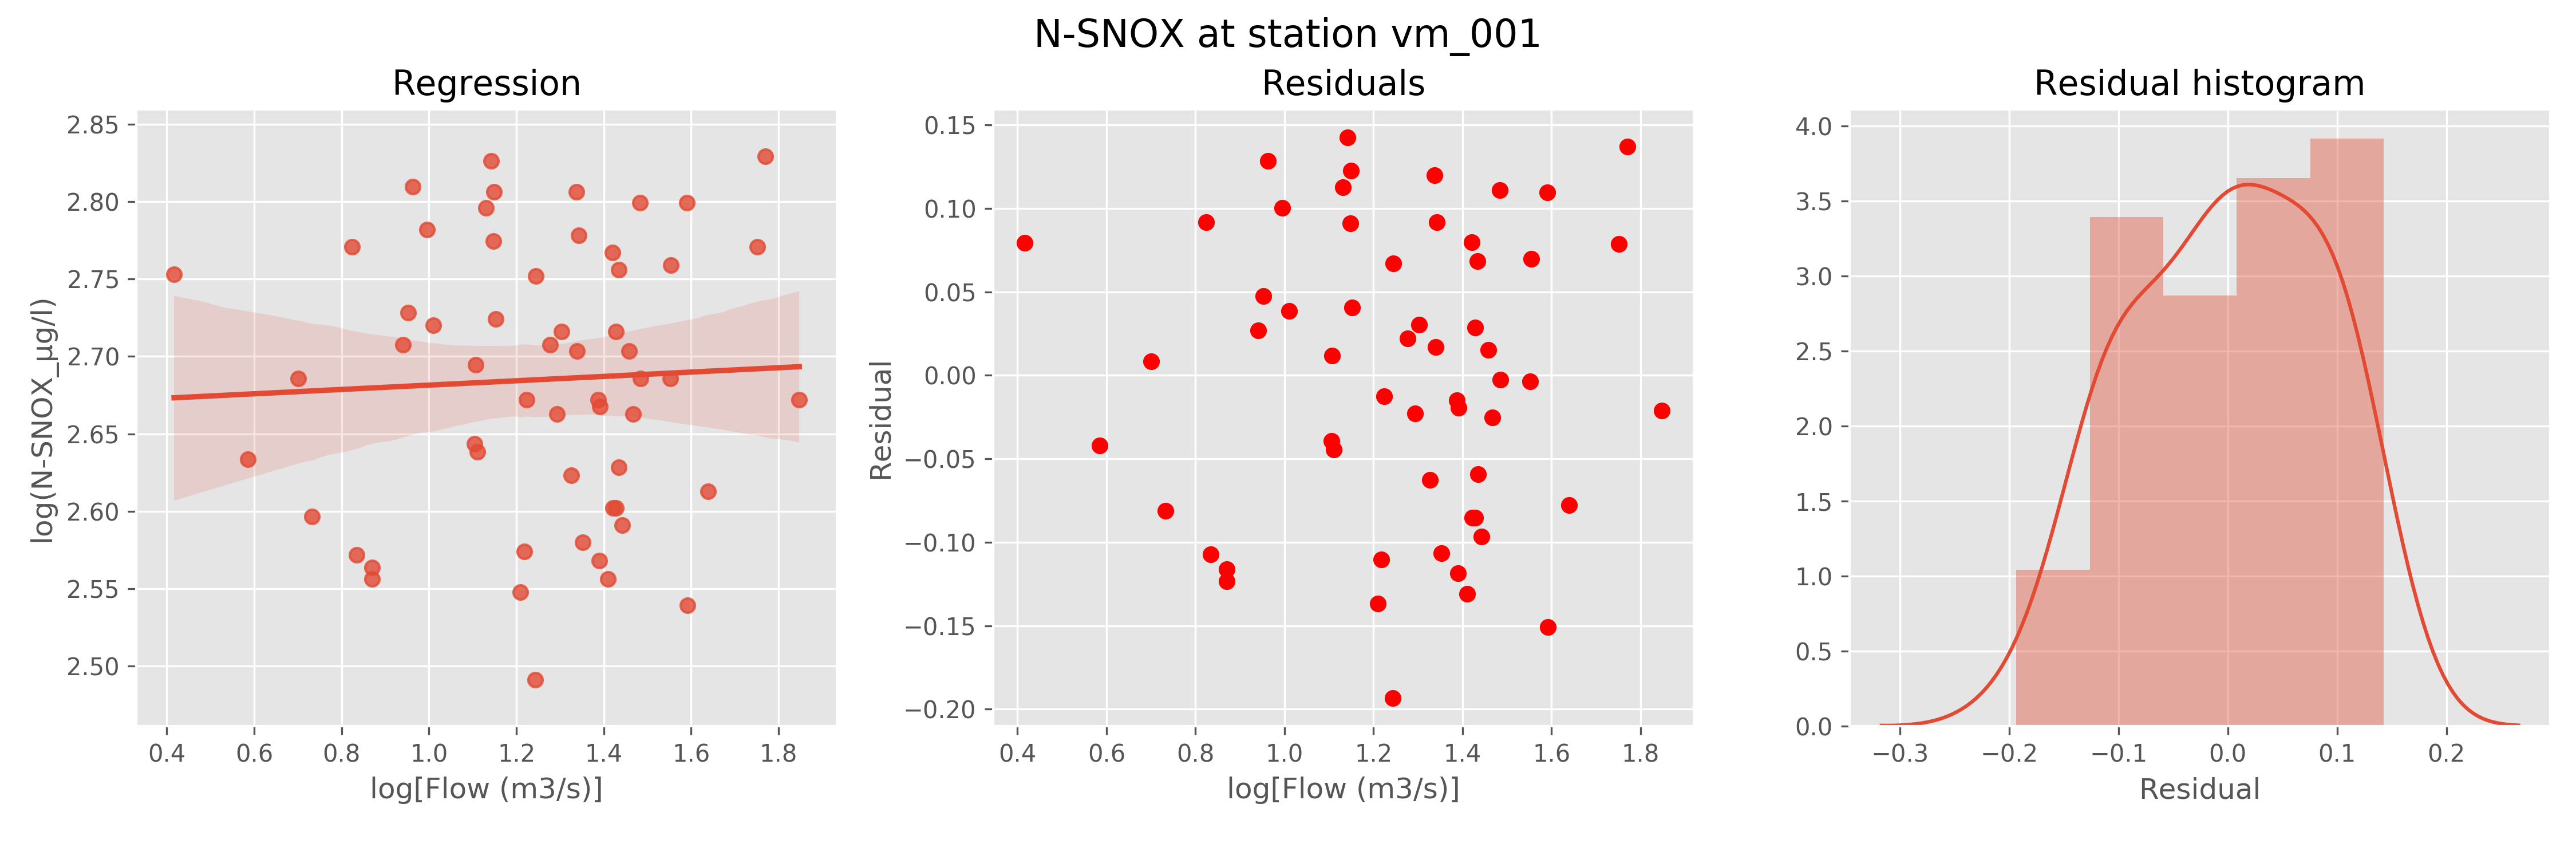 N-SNOX at station vm_001
Regression
2.85
2.80
2.75
2.70
2.65
2.60
2.55
2.50
log(N-SNOX_µg/l)
0.4 0.6 0.8 1.0 1.2 1.4 1.6 1.8
log[Flow (m3/s)]
Residuals
0.15
0.10
0.05
0.00
−0.05
−0.10
−0.15
−0.20
Residual
0.4 0.6 0.8 1.0 1.2 1.4 1.6 1.8
log[Flow (m3/s)]
Residual histogram
4.0
3.5
3.0
2.5
2.0
1.5
1.0
0.5
0.0
−0.3 −0.2 −0.1 0.0 0.1 0.2
Residual